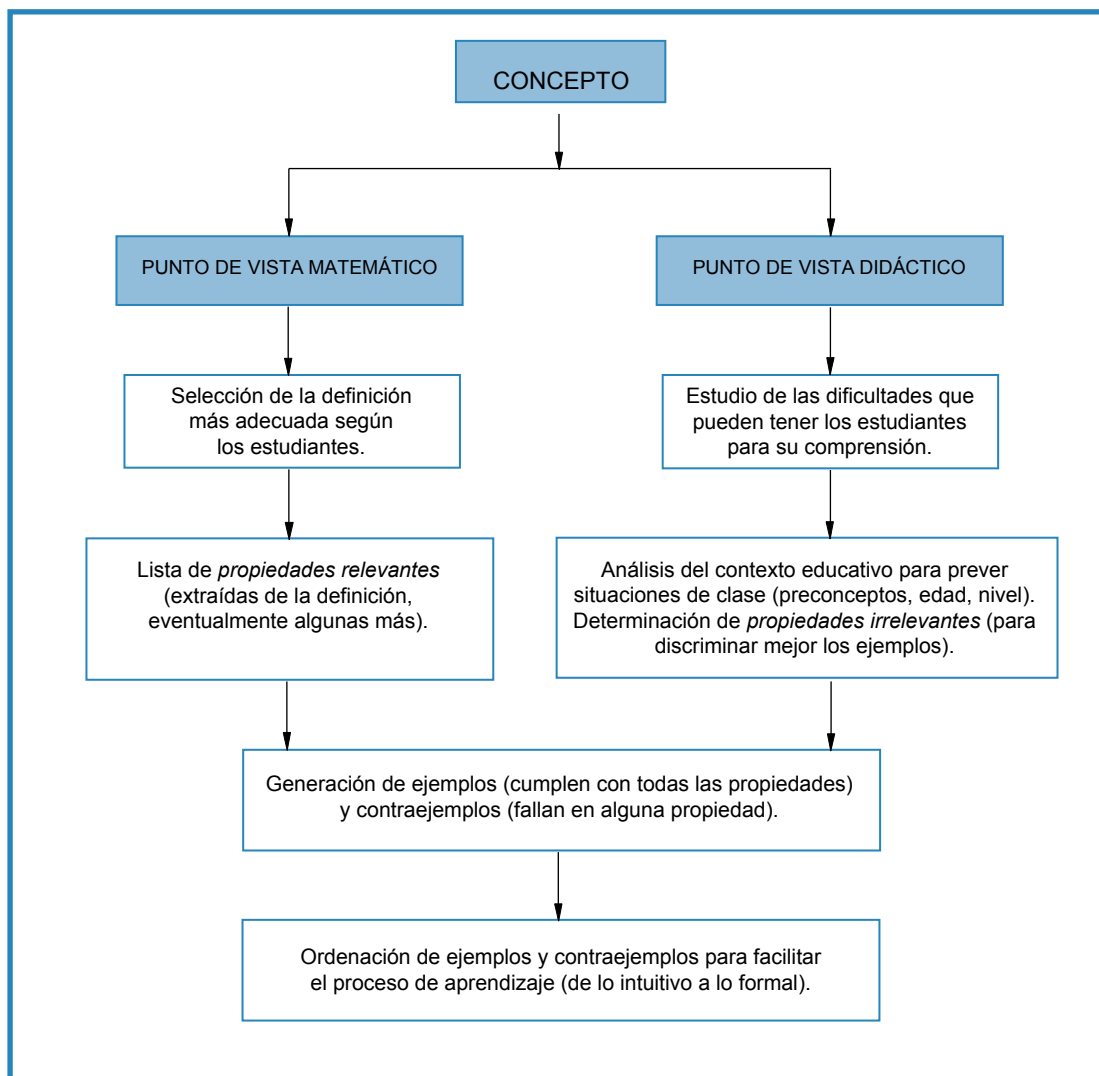 CONCEPTO
PUNTO DE VISTA MATEMÁTICO
PUNTO DE VISTA DIDÁCTICO
Selección de la definición
más adecuada según
los estudiantes.
Estudio de las dificultades que
pueden tener los estudiantes
para su comprensión.
Lista de propiedades relevantes
(extraídas de la definición,
eventualmente algunas más).
Análisis del contexto educativo para prever
situaciones de clase (preconceptos, edad, nivel).
Determinación de propiedades irrelevantes (para
discriminar mejor los ejemplos).
Generación de ejemplos (cumplen con todas las propiedades)
y contraejemplos (fallan en alguna propiedad).
Ordenación de ejemplos y contraejemplos para facilitar
el proceso de aprendizaje (de lo intuitivo a lo formal).